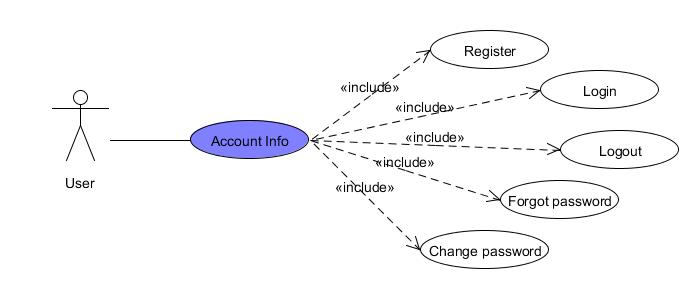 Register
«include»
Login
«include»
Account Info
«include»
Logout
«include»
User
«include»
Forgot password
Change password